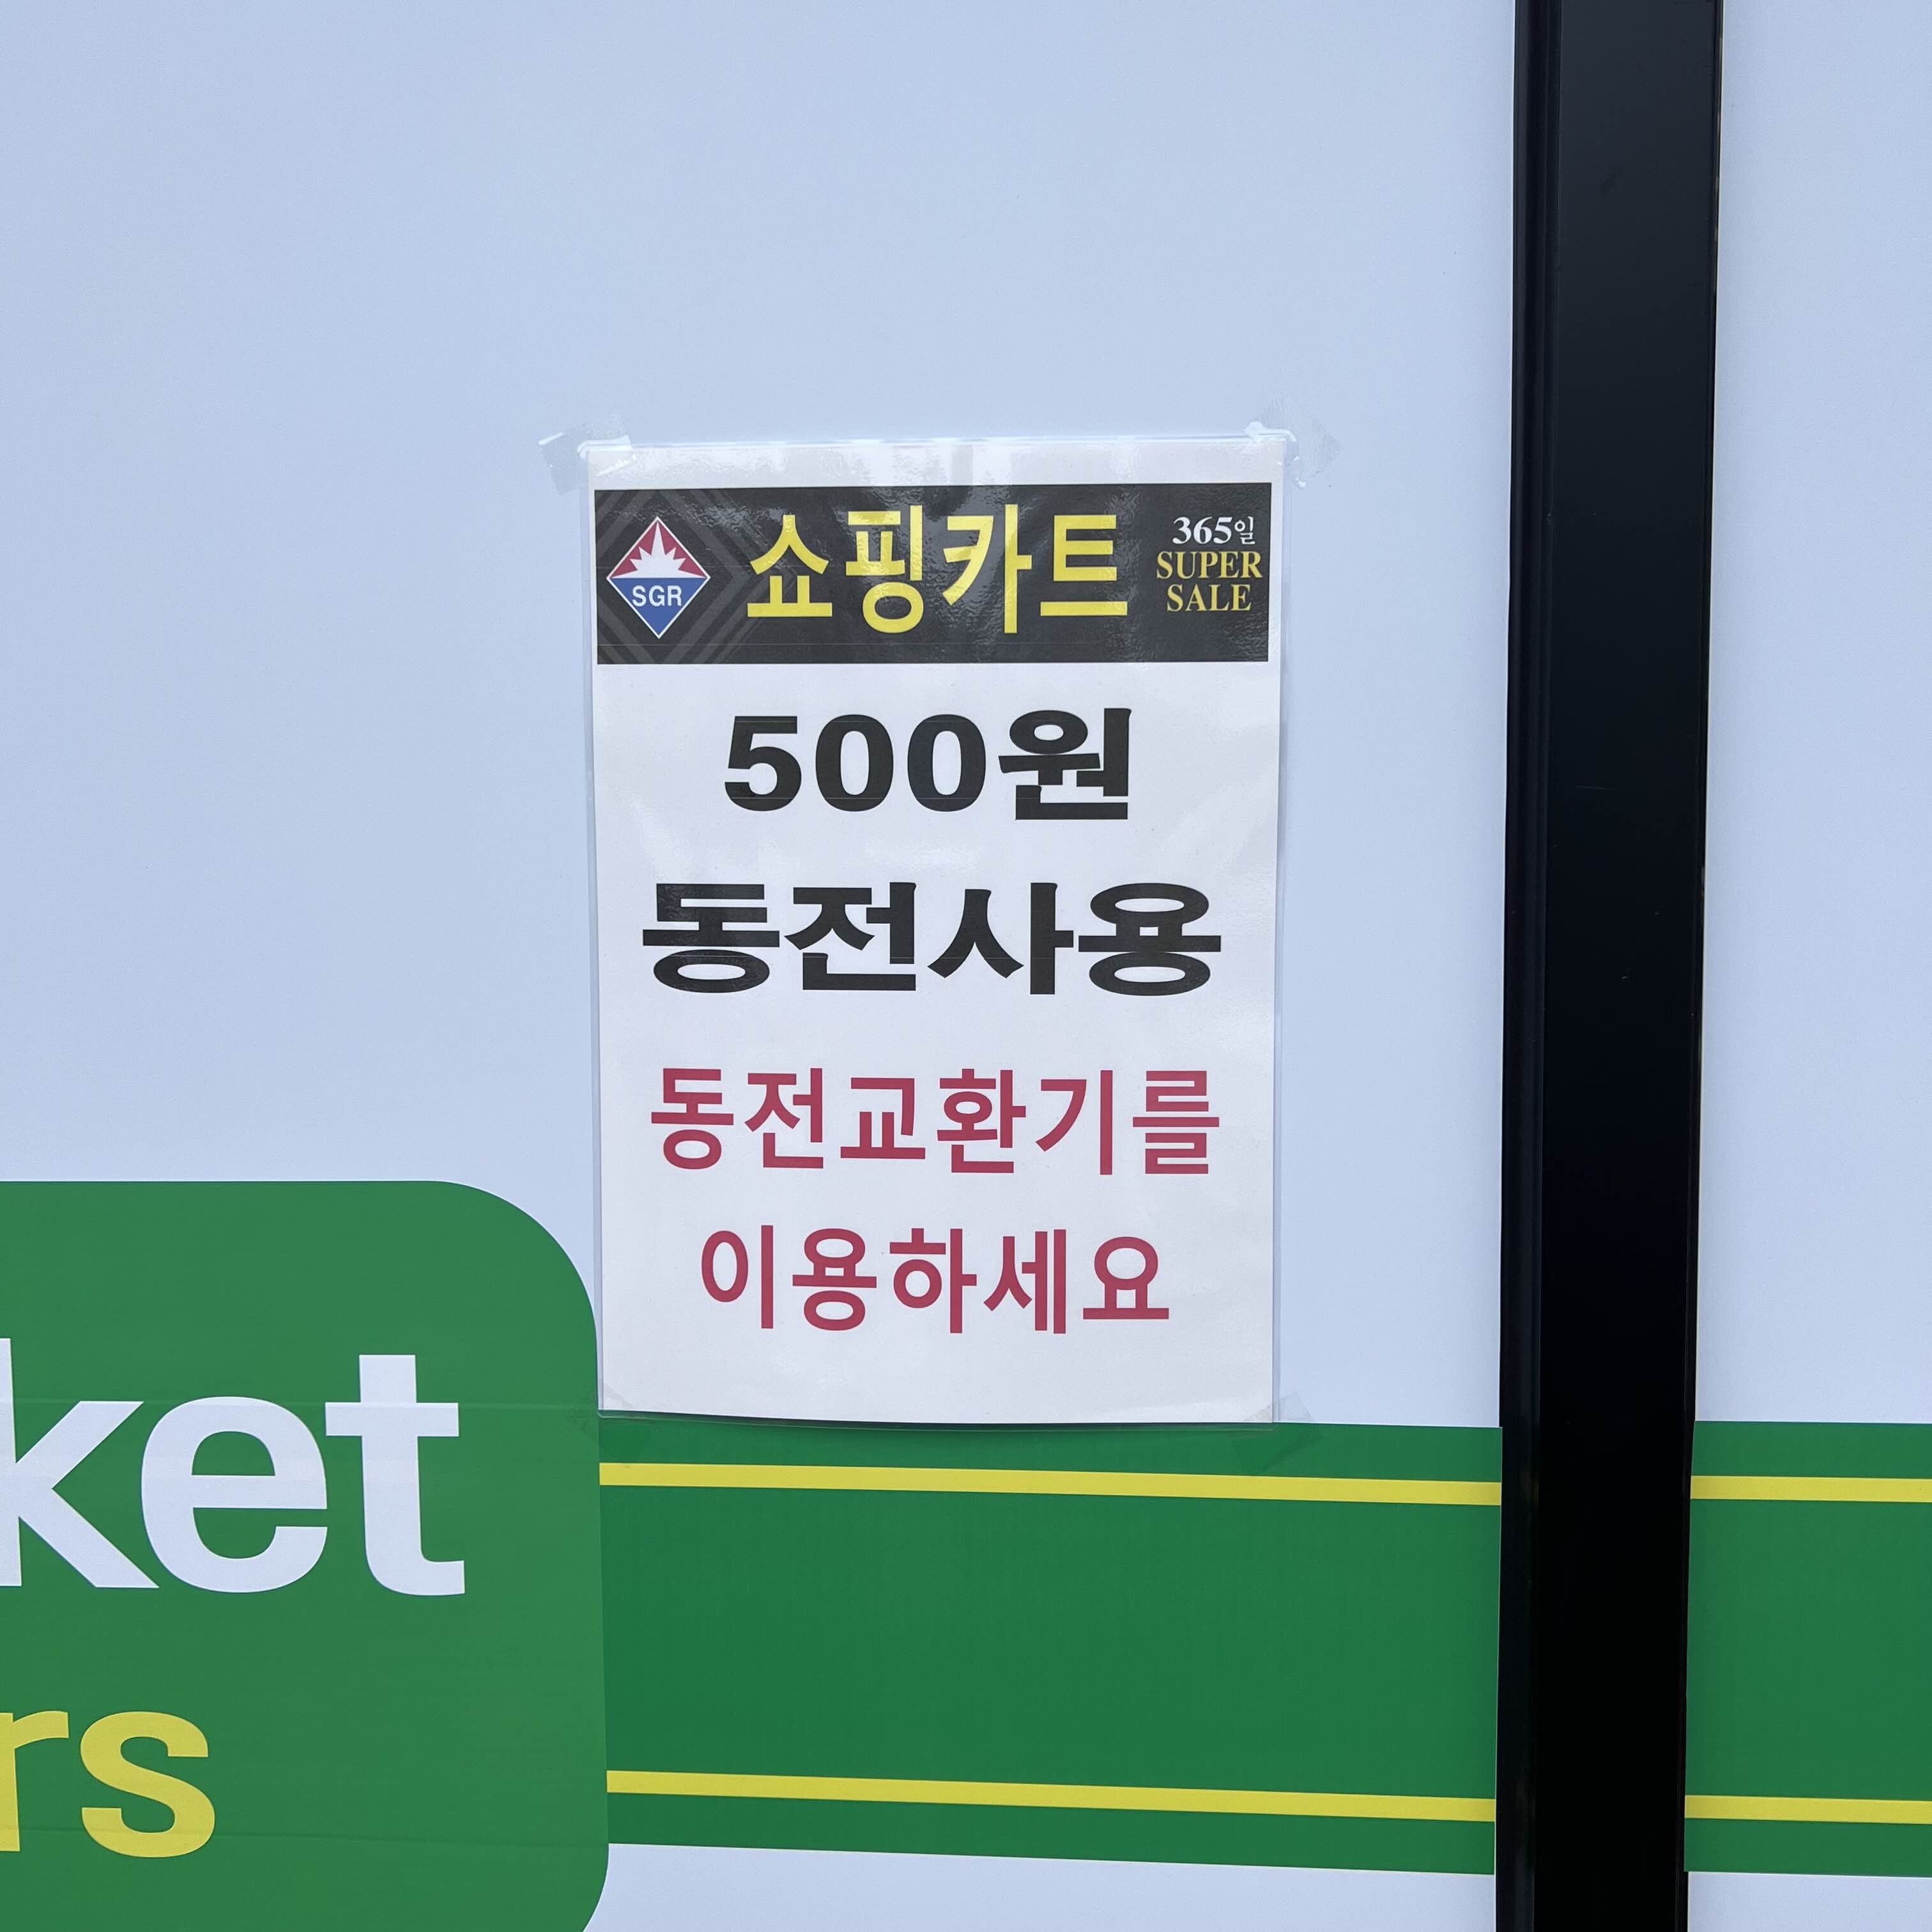 SGR
쇼핑카트
365일
SUPER
SALE
500원
동전사용
동전교환기를
이용하세요
ket
rs